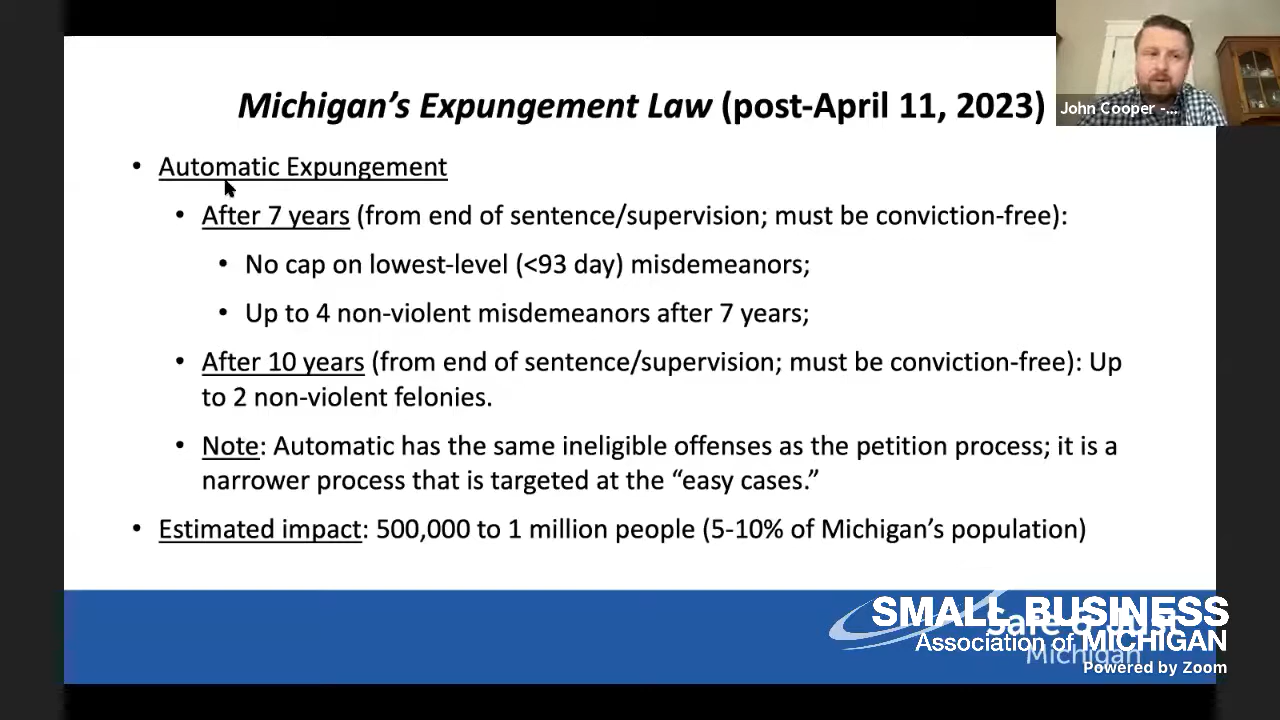 Michigan's Expungement Law (post-April 11, 2023)
John Cooper -...
• Automatic Expungement
• After 7 years (from end of sentence/supervision; must be conviction-free):
• No cap on lowest-level (<93 day) misdemeanors;
• Up to 4 non-violent misdemeanors after 7 years;
• After 10 years (from end of sentence/supervision; must be conviction-free): Up
to 2 non-violent felonies.
• Note: Automatic has the same ineligible offenses as the petition process; it is a
narrower process that is targeted at the “easy cases.”
• Estimated impact: 500,000 to 1 million people (5-10% of Michigan's population)
SMALL BUSINESS
Association of MICHIGAN
Safe & Just
Michigan
Powered by Zoom